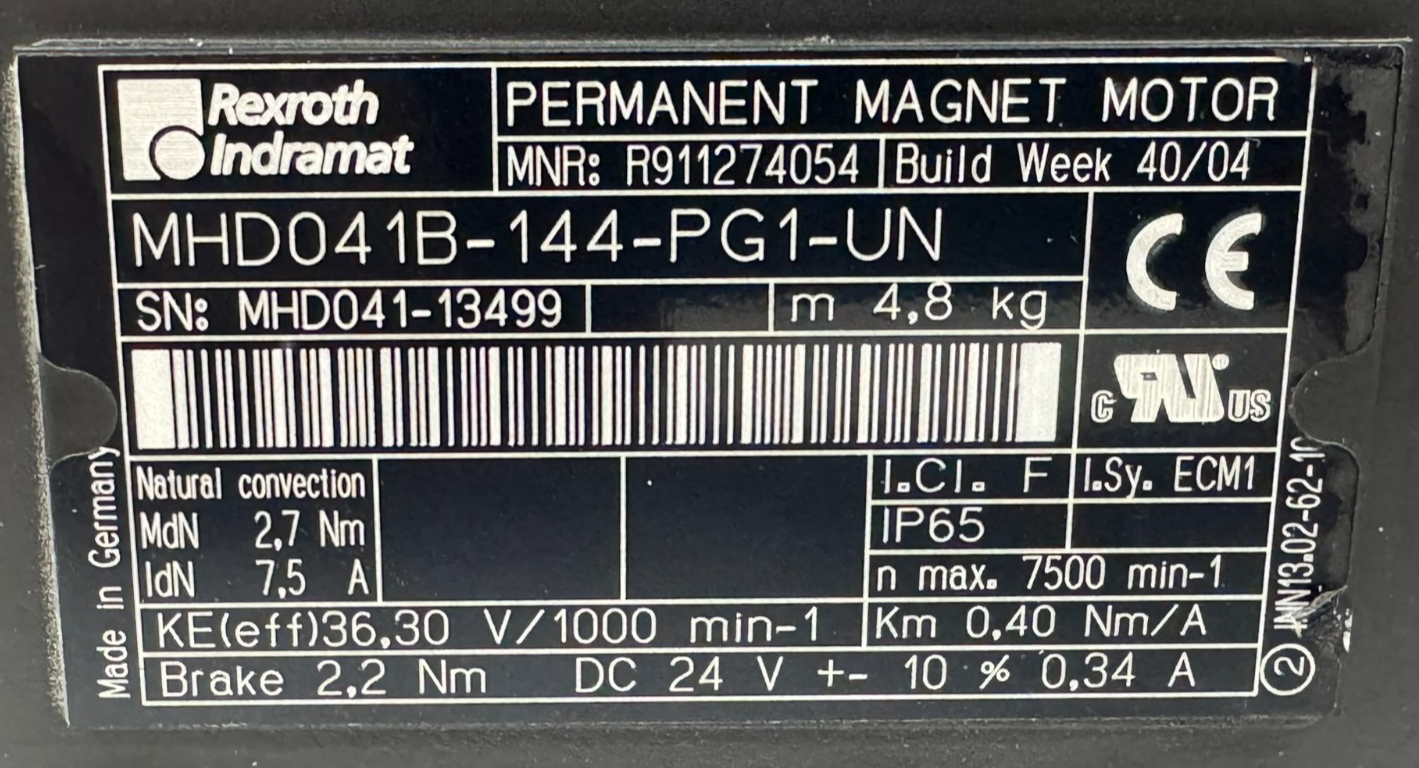 Rexroth
Indramat
PERMANENT MAGNET MOTOR
MNR: R911274054 Build Week 40/04
MHD041B-144-PG1-UN
CE
SN: MHD041-13499 m 4,8 kg
C RU US
Made in Germany
Natural convection
MdN 2,7 Nm
IdN 7,5 A
I.Cl. F I.Sy. ECM1
IP65
n max. 7500 min-1
KE(eff)36,30 V/1000 min-1 Km 0,40 Nm/A
Brake 2,2 Nm DC 24 V +- 10 % 0,34 A
2